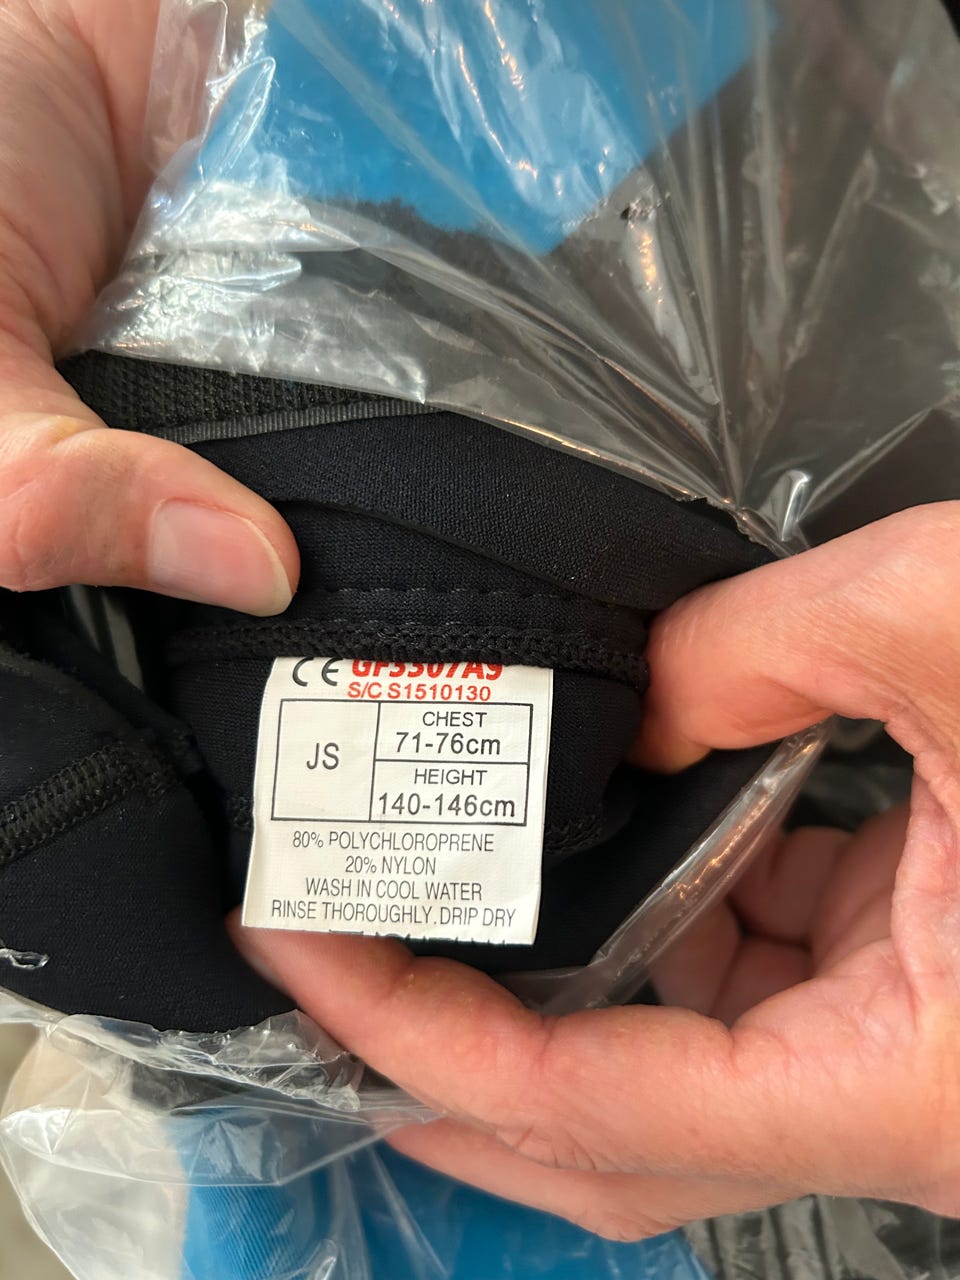 CE GF5307A9
S/C S1510130
JS
CHEST
71-76cm
HEIGHT
140-146cm
80% POLYCHLOROPRENE
20% NYLON
WASH IN COOL WATER
RINSE THOROUGHLY.DRIP DRY